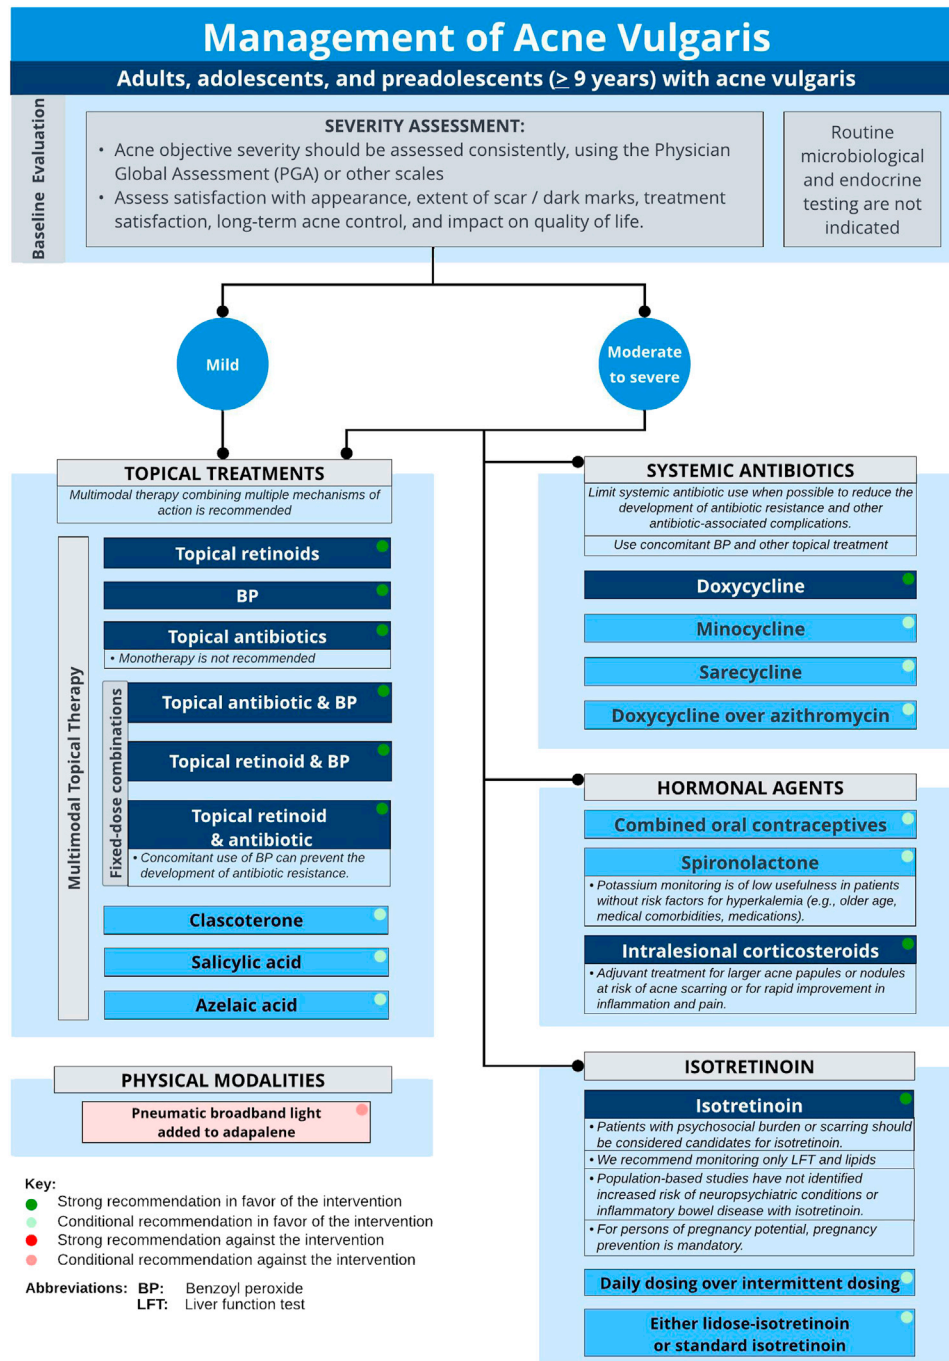 Management of Acne Vulgaris
Adults, adolescents, and preadolescents (≥ 9 years) with acne vulgaris
Baseline Evaluation
SEVERITY ASSESSMENT:
• Acne objective severity should be assessed consistently, using the Physician
Global Assessment (PGA) or other scales
• Assess satisfaction with appearance, extent of scar / dark marks, treatment
satisfaction, long-term acne control, and impact on quality of life.
Routine
microbiological
and endocrine
testing are not
indicated
Mild
Moderate
to severe
TOPICAL TREATMENTS
Multimodal therapy combining multiple mechanisms of
action is recommended
Multimodal Topical Therapy
Topical retinoids
BP
Topical antibiotics
• Monotherapy is not recommended
Fixed-dose combinations
Topical antibiotic & BP
Topical retinoid & BP
Topical retinoid
& antibiotic
• Concomitant use of BP can prevent the
development of antibiotic resistance.
Clascoterone
Salicylic acid
Azelaic acid
PHYSICAL MODALITIES
Pneumatic broadband light
added to adapalene
Key:
Strong recommendation in favor of the intervention
Conditional recommendation in favor of the intervention
Strong recommendation against the intervention
Conditional recommendation against the intervention
Abbreviations: BP: Benzoyl peroxide
LFT: Liver function test
SYSTEMIC ANTIBIOTICS
Limit systemic antibiotic use when possible to reduce the
development of antibiotic resistance and other
antibiotic-associated complications.
Use concomitant BP and other topical treatment
Doxycycline
Minocycline
Sarecycline
Doxycycline over azithromycin
HORMONAL AGENTS
Combined oral contraceptives
Spironolactone
• Potassium monitoring is of low usefulness in patients
without risk factors for hyperkalemia (e.g., older age,
medical comorbidities, medications).
Intralesional corticosteroids
• Adjuvant treatment for larger acne papules or nodules
at risk of acne scarring or for rapid improvement in
inflammation and pain.
ISOTRETINOIN
Isotretinoin
• Patients with psychosocial burden or scarring should
be considered candidates for isotretinoin.
• We recommend monitoring only LFT and lipids
• Population-based studies have not identified
increased risk of neuropsychiatric conditions or
inflammatory bowel disease with isotretinoin.
• For persons of pregnancy potential, pregnancy
prevention is mandatory.
Daily dosing over intermittent dosing
Either lidose-isotretinoin
or standard isotretinoin